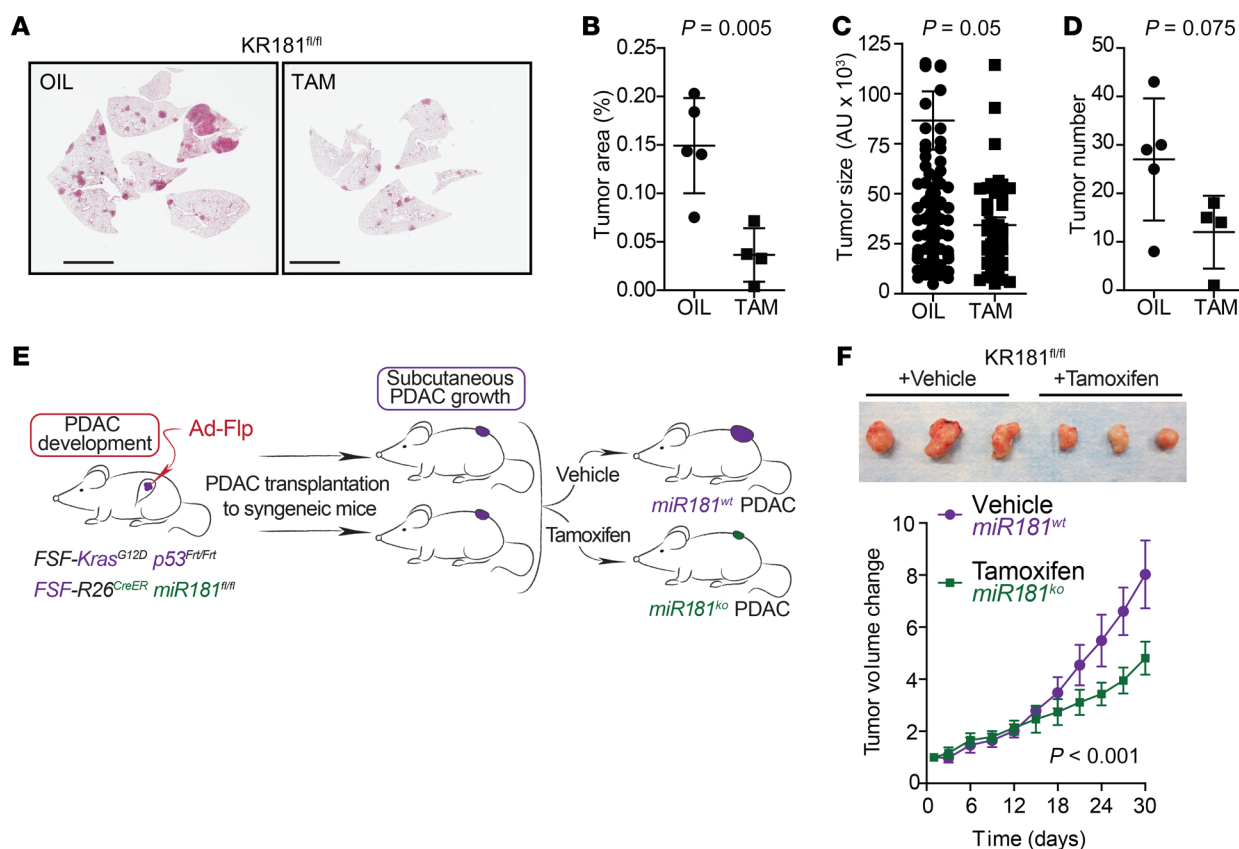 A
KR181fl/fl
OIL
TAM
B
P = 0.005
Tumor area (%)
0.25
0.20
0.15
0.10
0.05
0.00
OIL TAM
C
P = 0.05
Tumor size (AU x 10³)
125
100
75
50
25
0
OIL TAM
D
P = 0.075
Tumor number
50
40
30
20
10
0
OIL TAM
E
PDAC
development
Ad-Flp
FSF-KrasG12D p53Frt/Frt
FSF-R26CreER miR181fl/fl
PDAC transplantation
to syngeneic mice
Subcutaneous
PDAC growth
Vehicle
Tamoxifen
miR181wt PDAC
miR181ko PDAC
F
KR181fl/fl
+Vehicle +Tamoxifen
Vehicle
miR181wt
Tamoxifen
miR181ko
Tumor volume change
10
8
6
4
2
0
P < 0.001
0 6 12 18 24 30
Time (days)